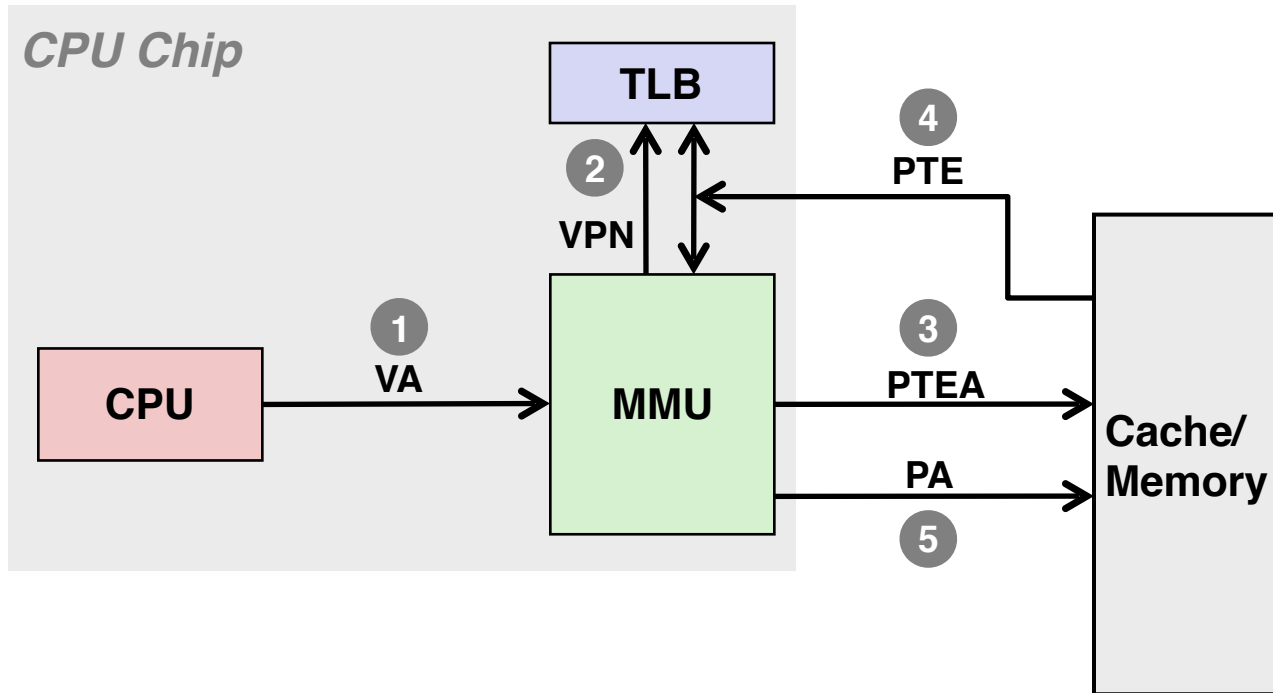 CPU Chip
TLB
4
PTE
2
VPN
1
VA
3
PTEA
CPU
MMU
Cache/
Memory
PA
5